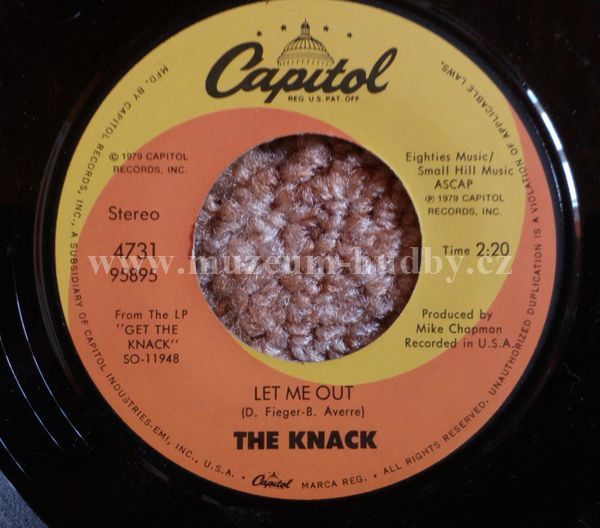 Capitol
REG. U.S. PAT. OFF.
© 1979 CAPITOL
RECORDS, INC.
Stereo
4731
95895
From The LP
"GET THE
KNACK"
SO-11948
Eighties Music/
Small Hill Music
ASCAP
℗ 1979 CAPITOL
RECORDS, INC.
Time 2:20
Produced by
Mike Chapman
Recorded in U.S.A.
www.muzeum-hudby.cz
LET ME OUT
(D. Fieger-B. Averre)
THE KNACK
MFD. BY CAPITOL RECORDS, INC., A SUBSIDIARY OF CAPITOL INDUSTRIES-EMI, INC., U.S.A. • Capitol MARCA REG. • ALL RIGHTS RESERVED. UNAUTHORIZED DUPLICATION IS A VIOLATION OF APPLICABLE LAWS.